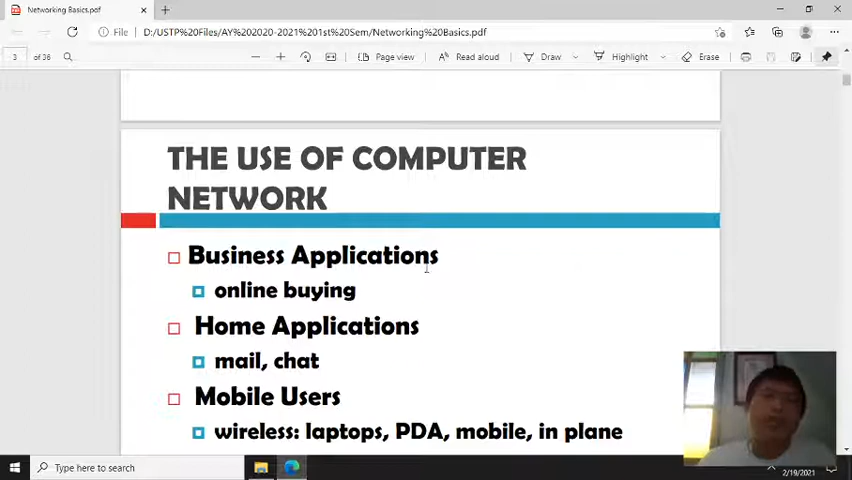 Networking Basics.pdf
File
D:/USTP%20Files/AY%202020-2021%201st%20Sem/Networking%20Basics.pdf
3 of 36
Page view
Read aloud
Draw
Highlight
Erase
THE USE OF COMPUTER
NETWORK
Business Applications
online buying
Home Applications
mail, chat
Mobile Users
wireless: laptops, PDA, mobile, in plane
Type here to search
2/19/2021